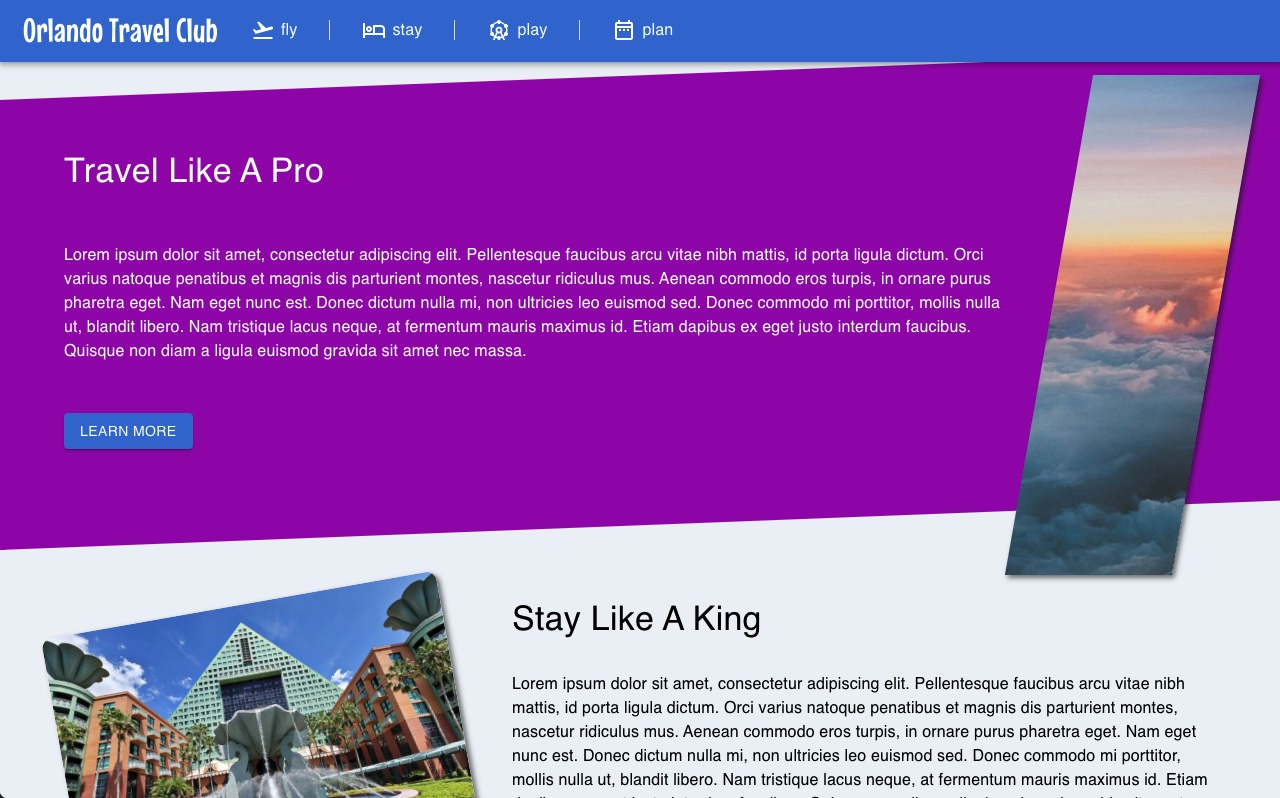 Orlando Travel Club
fly
stay
play
plan
Travel Like A Pro
Lorem ipsum dolor sit amet, consectetur adipiscing elit. Pellentesque faucibus arcu vitae nibh mattis, id porta ligula dictum. Orci
varius natoque penatibus et magnis dis parturient montes, nascetur ridiculus mus. Aenean commodo eros turpis, in ornare purus
pharetra eget. Nam eget nunc est. Donec dictum nulla mi, non ultricies leo euismod sed. Donec commodo mi porttitor, mollis nulla
ut, blandit libero. Nam tristique lacus neque, at fermentum mauris maximus id. Etiam dapibus ex eget justo interdum faucibus.
Quisque non diam a ligula euismod gravida sit amet nec massa.
LEARN MORE
Stay Like A King
Lorem ipsum dolor sit amet, consectetur adipiscing elit. Pellentesque faucibus arcu vitae nibh
mattis, id porta ligula dictum. Orci varius natoque penatibus et magnis dis parturient montes,
nascetur ridiculus mus. Aenean commodo eros turpis, in ornare purus pharetra eget. Nam eget
nunc est. Donec dictum nulla mi, non ultricies leo euismod sed. Donec commodo mi porttitor,
mollis nulla ut, blandit libero. Nam tristique lacus neque, at fermentum mauris maximus id. Etiam